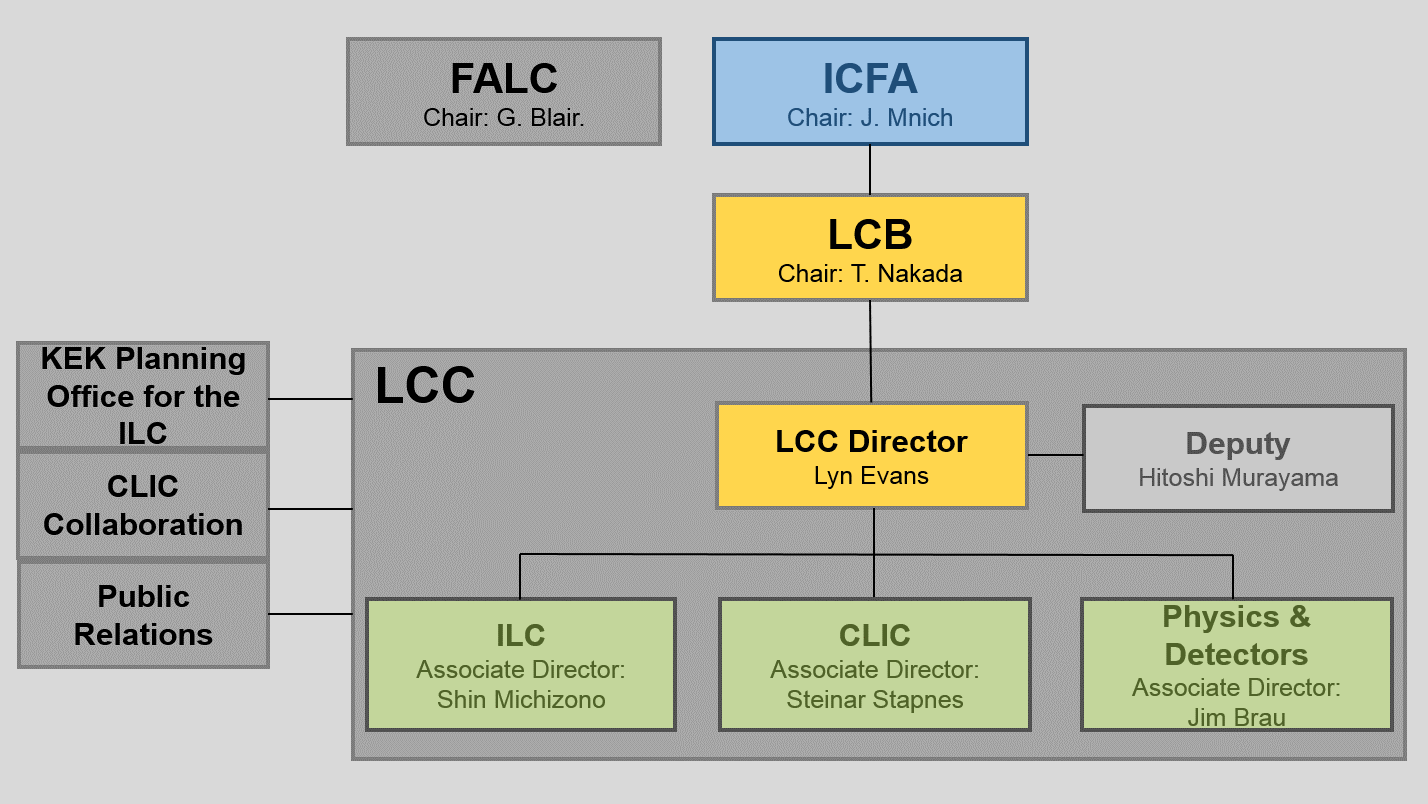 FALC
Chair: G. Blair.
ICFA
Chair: J. Mnich
LCB
Chair: T. Nakada
KEK Planning
Office for the
ILC
CLIC
Collaboration
Public
Relations
LCC
LCC Director
Lyn Evans
Deputy
Hitoshi Murayama
ILC
Associate Director:
Shin Michizono
CLIC
Associate Director:
Steinar Stapnes
Physics &
Detectors
Associate Director:
Jim Brau